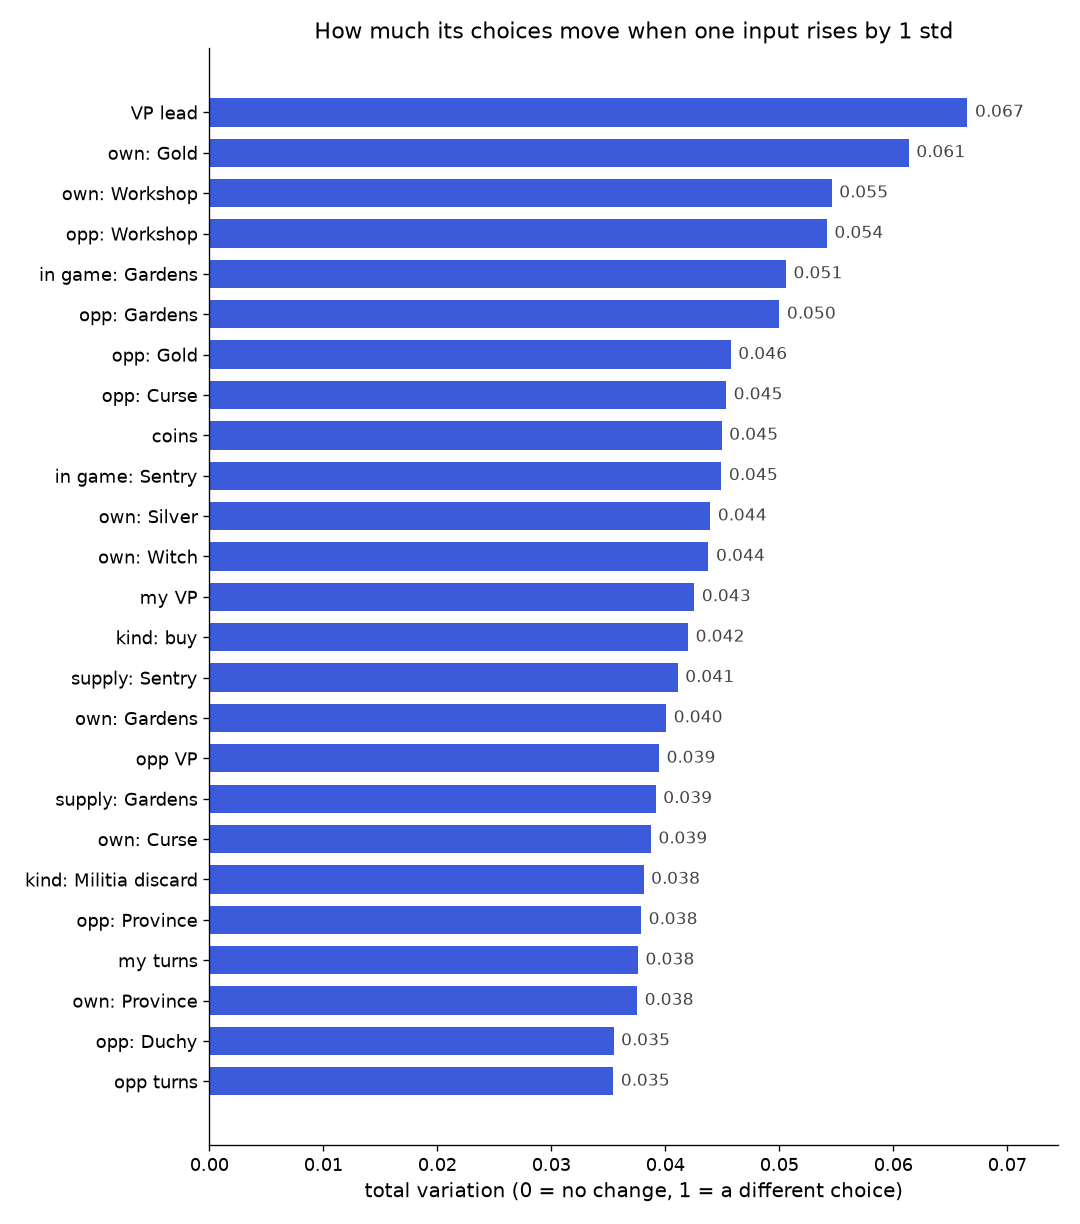 How much its choices move when one input rises by 1 std
VP lead 0.067
own: Gold 0.061
own: Workshop 0.055
opp: Workshop 0.054
in game: Gardens 0.051
opp: Gardens 0.050
opp: Gold 0.046
opp: Curse 0.045
coins 0.045
in game: Sentry 0.045
own: Silver 0.044
own: Witch 0.044
my VP 0.043
kind: buy 0.042
supply: Sentry 0.041
own: Gardens 0.040
opp VP 0.039
supply: Gardens 0.039
own: Curse 0.039
kind: Militia discard 0.038
opp: Province 0.038
my turns 0.038
own: Province 0.038
opp: Duchy 0.035
opp turns 0.035
0.00 0.01 0.02 0.03 0.04 0.05 0.06 0.07
total variation (0 = no change, 1 = a different choice)